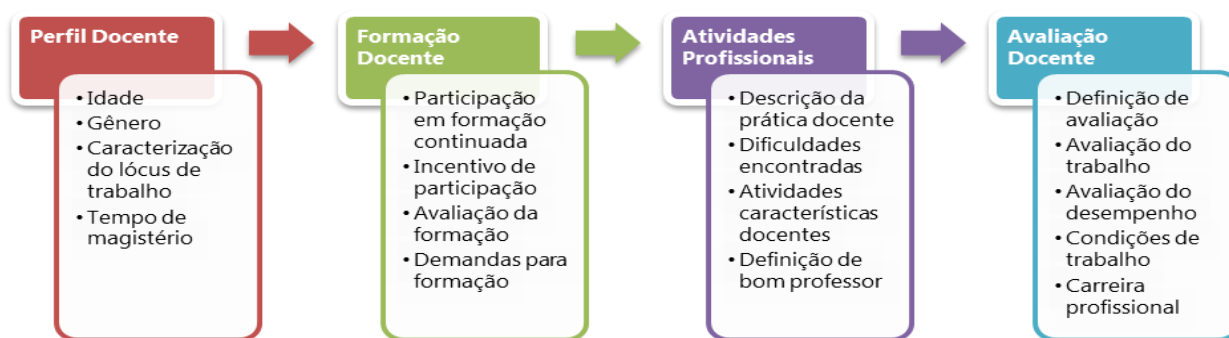 Perfil Docente
• Idade
• Gênero
• Caracterização
do lócus de
trabalho
• Tempo de
magistério
Formação
Docente
• Participação
em formação
continuada
• Incentivo de
participação
• Avaliação da
formação
• Demandas para
formação
Atividades
Profissionais
• Descrição da
prática docente
• Dificuldades
encontradas
• Atividades
características
docentes
• Definição de
bom professor
Avaliação
Docente
• Definição de
avaliação
• Avaliação do
trabalho
• Avaliação do
desempenho
• Condições de
trabalho
• Carreira
profissional